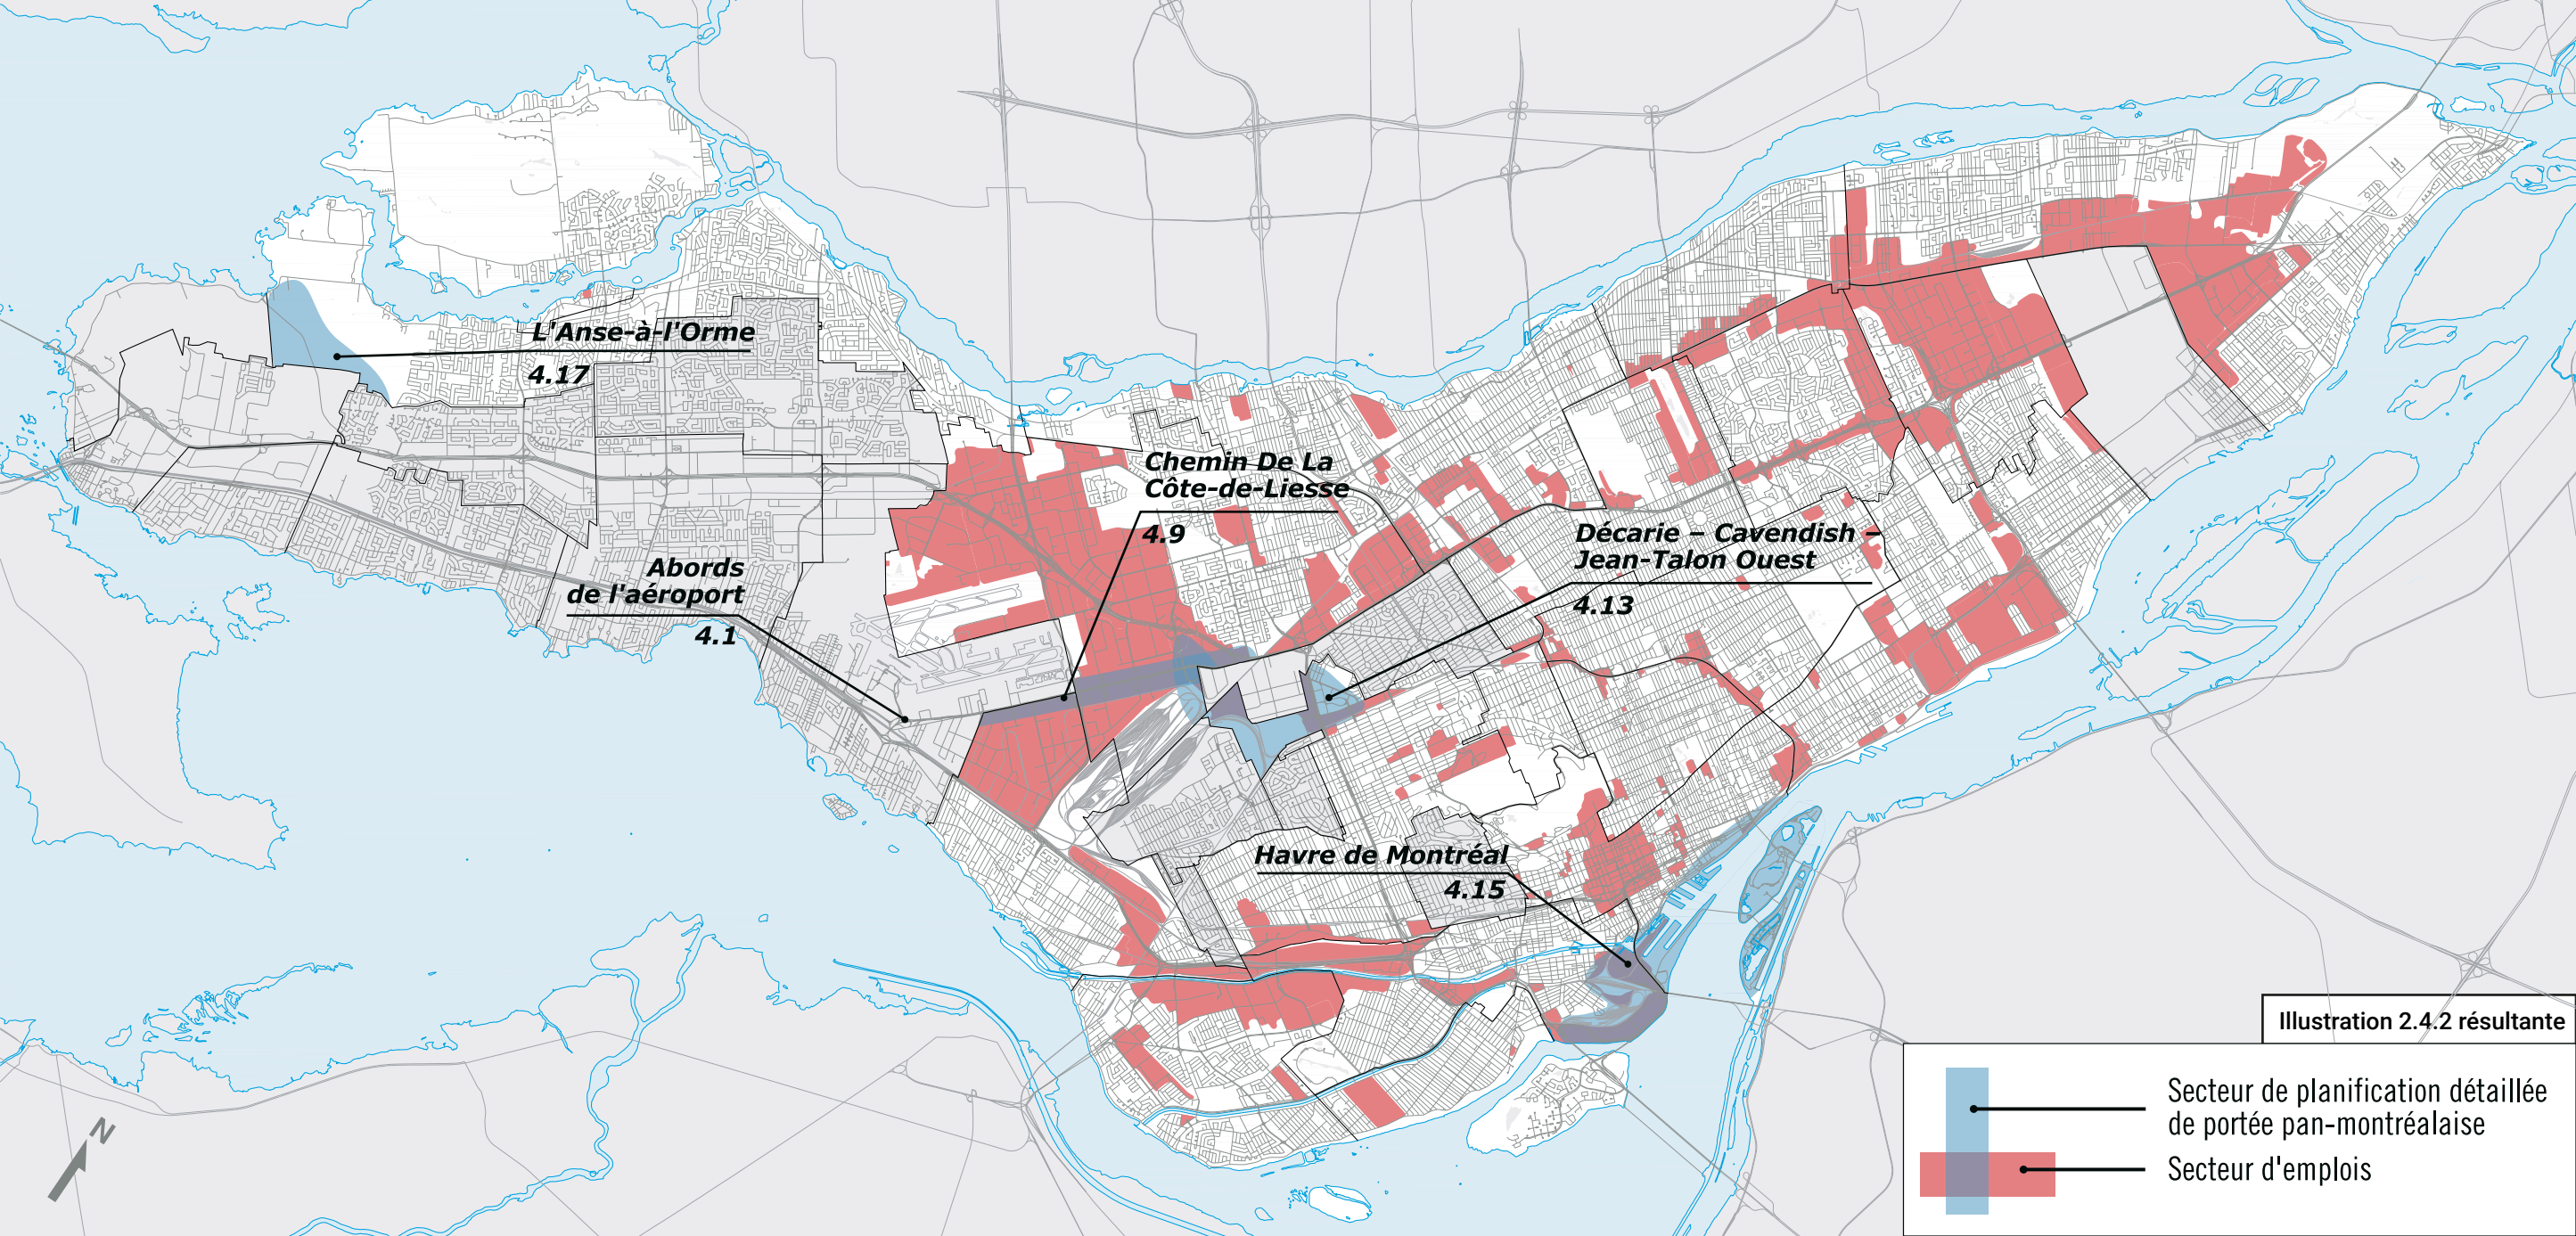 L'Anse-à-l'Orme
4.17
Chemin De La
Côte-de-Liesse
4.9
Décarie – Cavendish –
Jean-Talon Ouest
4.13
Abords
de l'aéroport
4.1
Havre de Montréal
4.15
N
Illustration 2.4.2 résultante
Secteur de planification détaillée
de portée pan-montréalaise
Secteur d'emplois